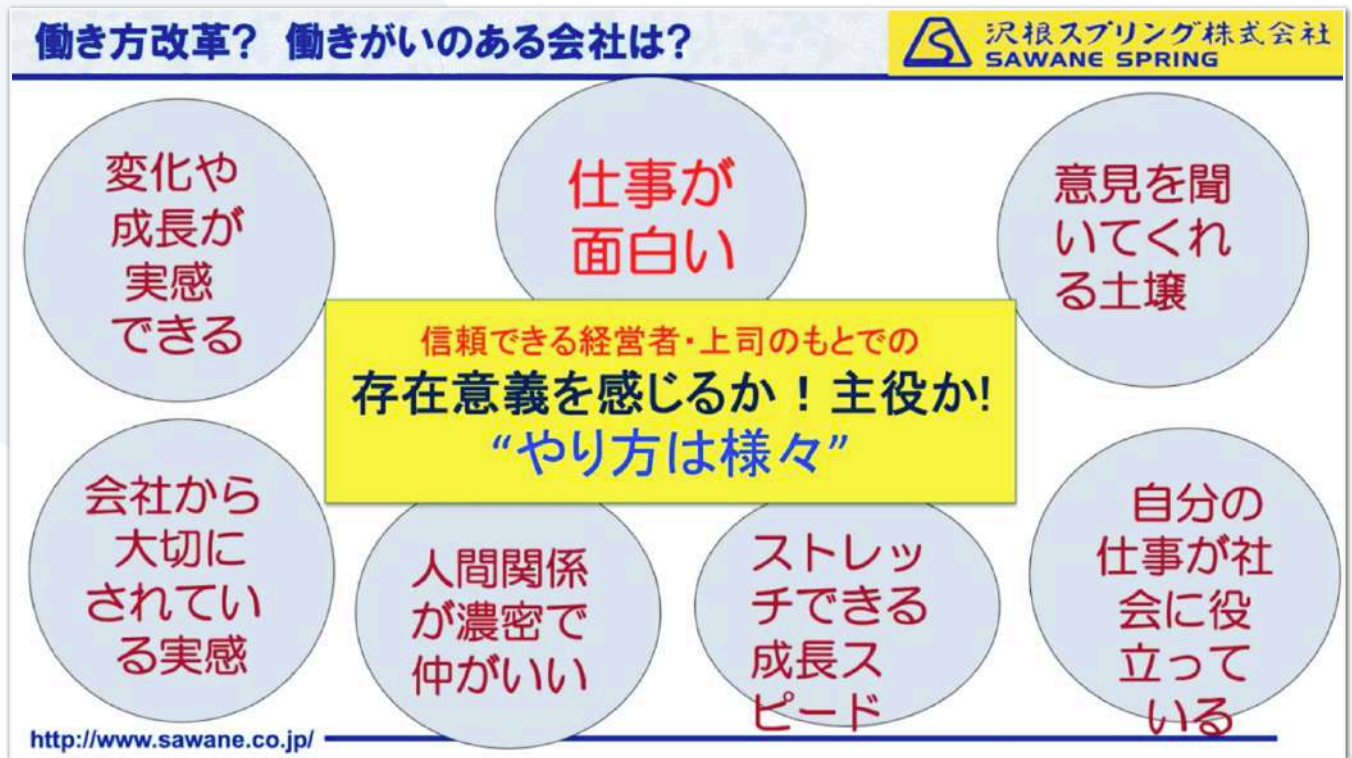 働き方改革? 働きがいのある会社は?
沢根スプリング株式会社
SAWANE SPRING
変化や
成長が
実感
できる
仕事が
面白い
意見を聞
いてくれ
る土壌
信頼できる経営者・上司のもとでの
存在意義を感じるか!主役か!
“やり方は様々”
会社から
大切に
されてい
る実感
人間関係
が濃密で
仲がいい
ストレッ
チできる
成長ス
ピード
自分の
仕事が社
会に役
立って
いる
http://www.sawane.co.jp/